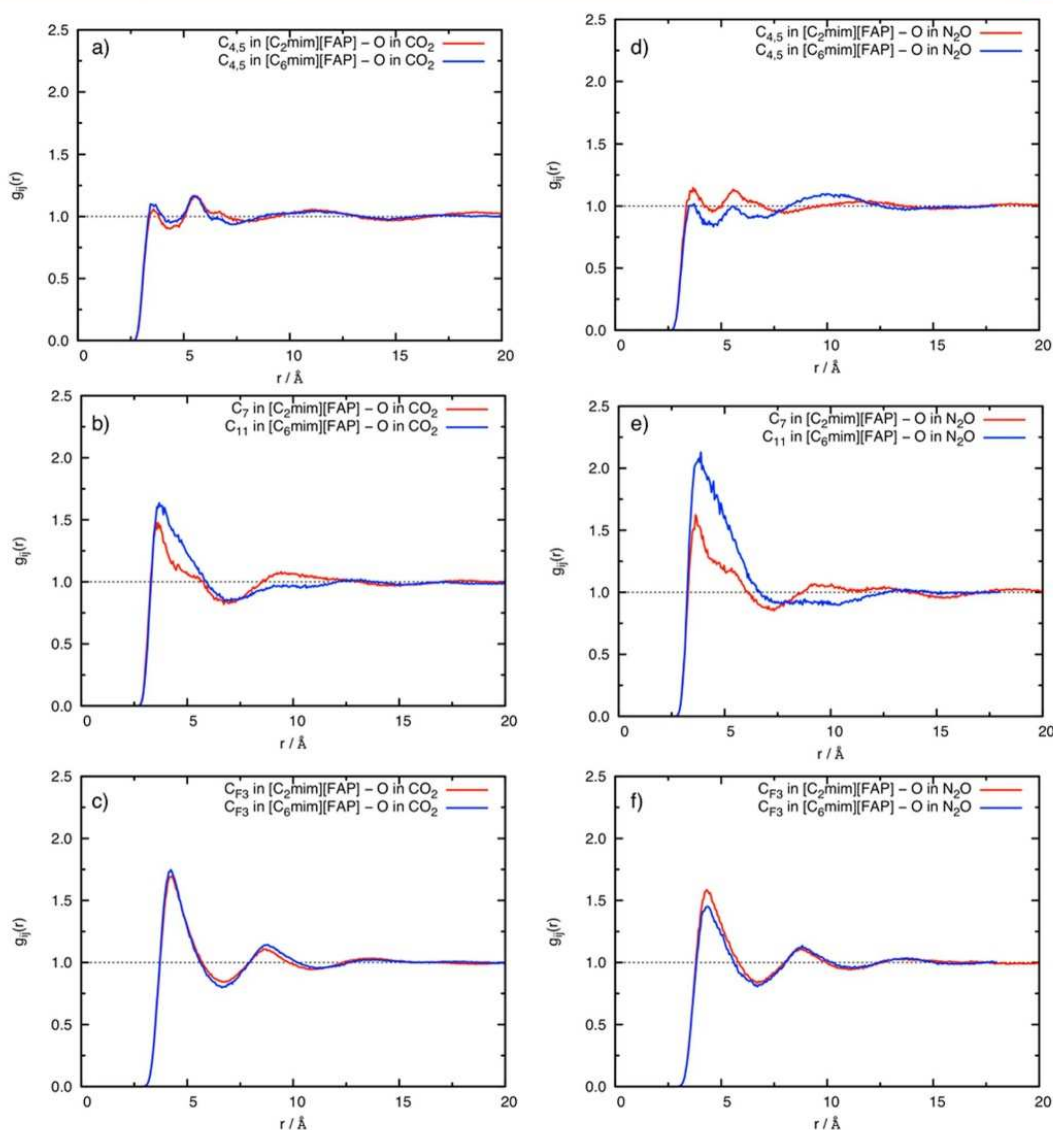 a)
C4,5 in [C2mim][FAP] – O in CO2
C4,5 in [C6mim][FAP] – O in CO2
2.5
2.0
1.5
1.0
0.5
0.0
gij(r)
0 5 10 15 20
r / Å
d)
C4,5 in [C2mim][FAP] – O in N2O
C4,5 in [C6mim][FAP] – O in N2O
2.5
2.0
1.5
1.0
0.5
0.0
gij(r)
0 5 10 15 20
r / Å
b)
C7 in [C2mim][FAP] – O in CO2
C11 in [C6mim][FAP] – O in CO2
2.5
2.0
1.5
1.0
0.5
0.0
gij(r)
0 5 10 15 20
r / Å
e)
C7 in [C2mim][FAP] – O in N2O
C11 in [C6mim][FAP] – O in N2O
2.5
2.0
1.5
1.0
0.5
0.0
gij(r)
0 5 10 15 20
r / Å
c)
CF3 in [C2mim][FAP] – O in CO2
CF3 in [C6mim][FAP] – O in CO2
2.5
2.0
1.5
1.0
0.5
0.0
gij(r)
0 5 10 15 20
r / Å
f)
CF3 in [C2mim][FAP] – O in N2O
CF3 in [C6mim][FAP] – O in N2O
2.5
2.0
1.5
1.0
0.5
0.0
gij(r)
0 5 10 15 20
r / Å